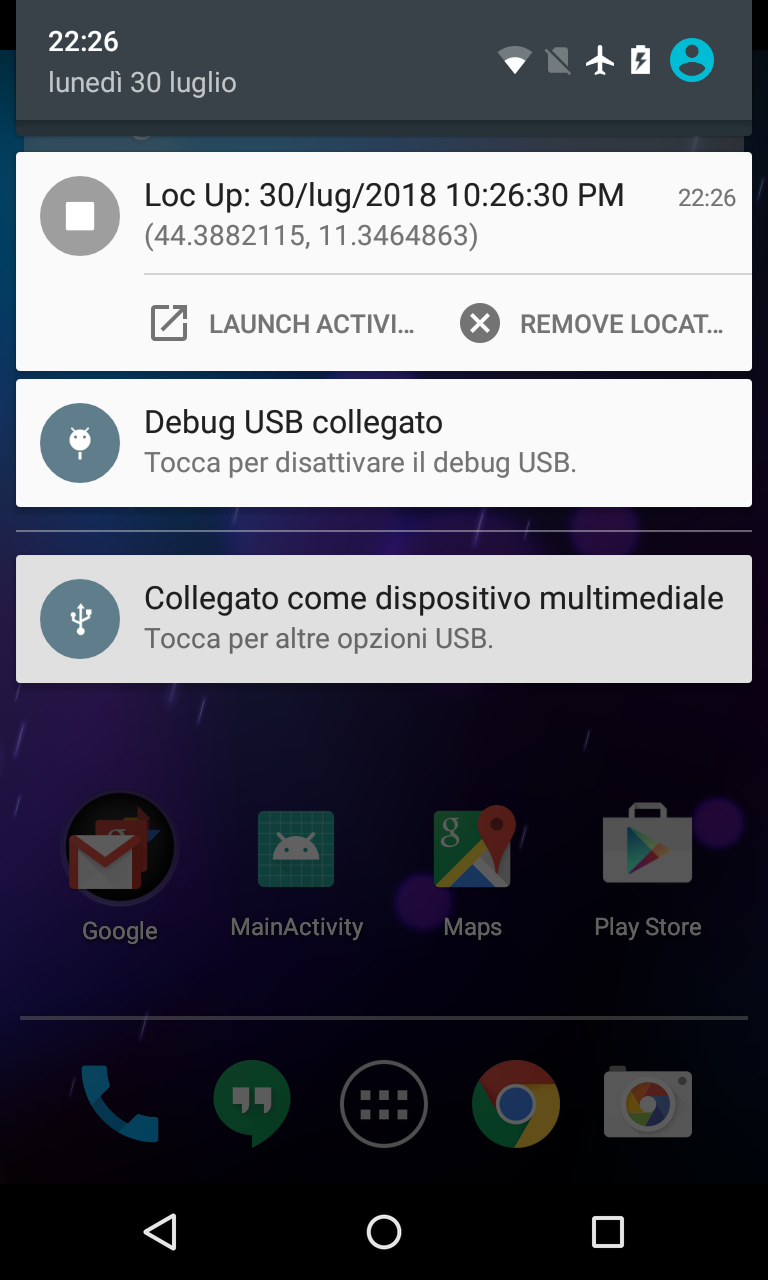 22:26
lunedì 30 luglio
Loc Up: 30/lug/2018 10:26:30 PM
22:26
(44.3882115, 11.3464863)
LAUNCH ACTIVI...
REMOVE LOCAT...
Debug USB collegato
Tocca per disattivare il debug USB.
Collegato come dispositivo multimediale
Tocca per altre opzioni USB.
Google
MainActivity
Maps
Play Store